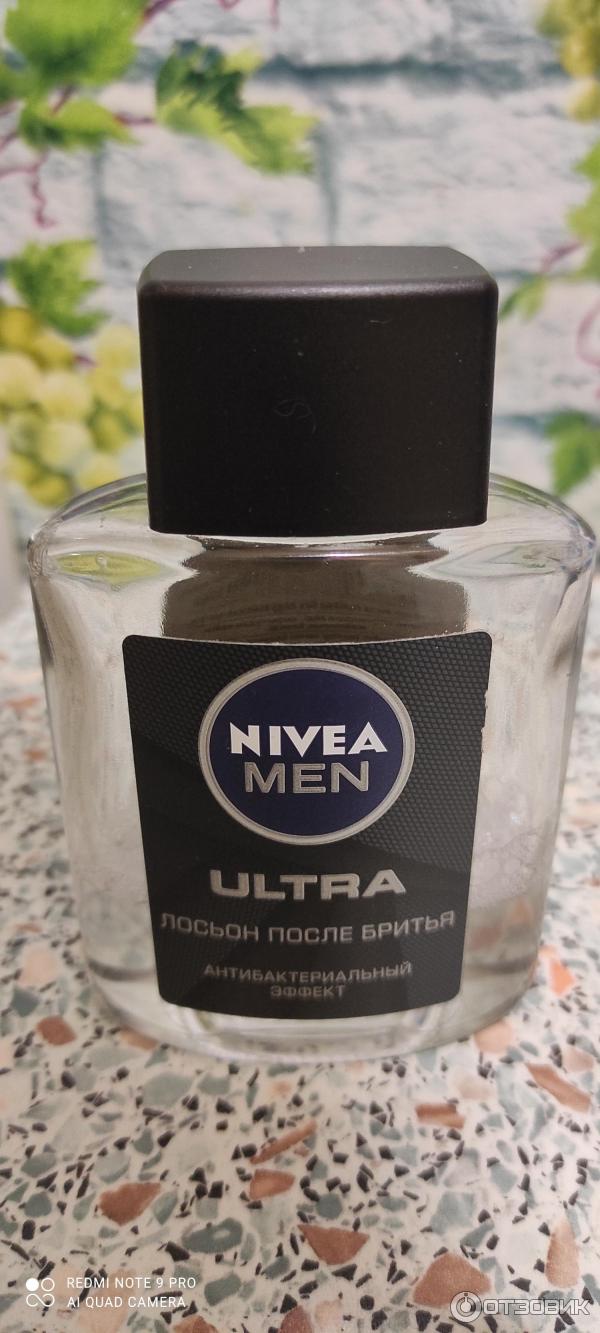 NIVEA
MEN
ULTRA
ЛОСЬОН ПОСЛЕ БРИТЬЯ
АНТИБАКТЕРИАЛЬНЫЙ
ЭФФЕКТ
REDMI NOTE 9 PRO
AI QUAD CAMERA
ОТЗОВИК